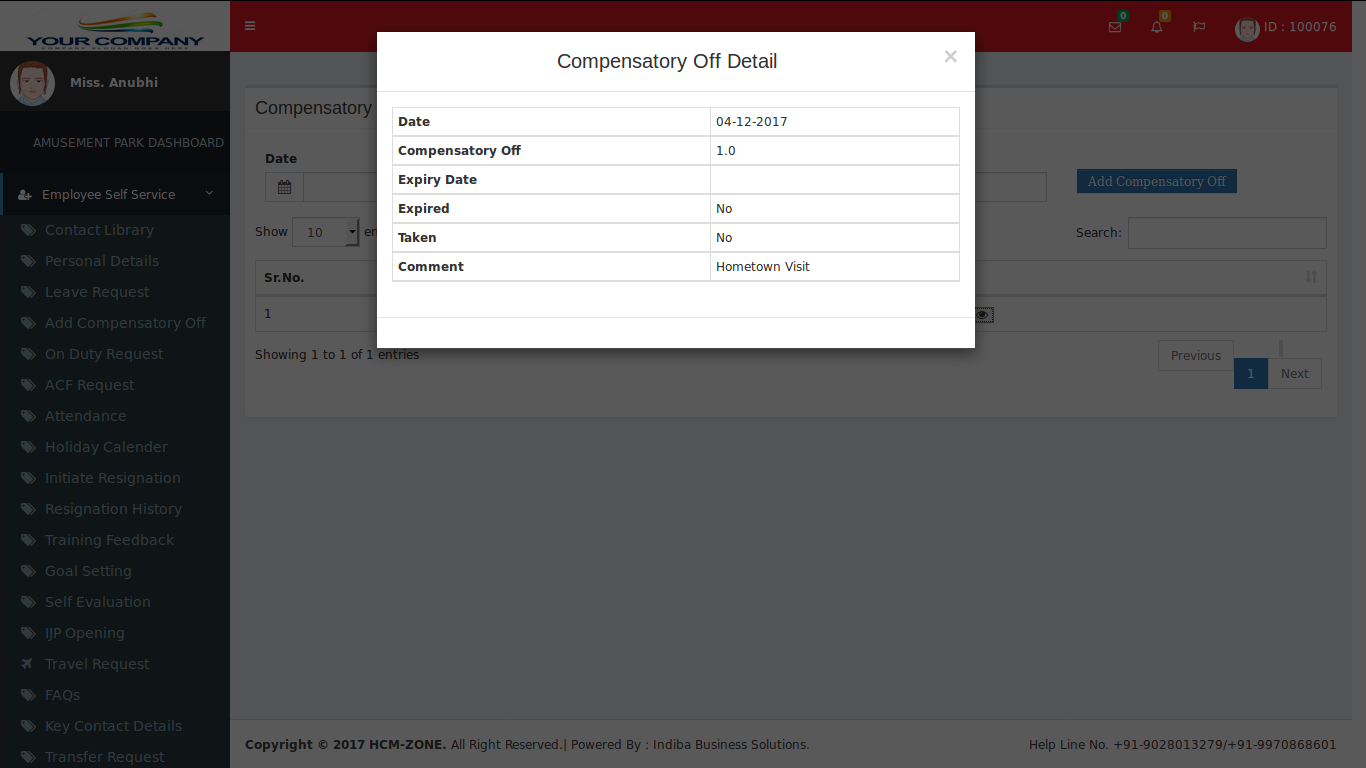 YOUR COMPANY
COMPANY SLOGAN GOES HERE
0
0
ID : 100076
Miss. Anubhi
AMUSEMENT PARK DASHBOARD
Employee Self Service
Contact Library
Personal Details
Leave Request
Add Compensatory Off
On Duty Request
ACF Request
Attendance
Holiday Calender
Initiate Resignation
Resignation History
Training Feedback
Goal Setting
Self Evaluation
IJP Opening
Travel Request
FAQs
Key Contact Details
Transfer Request
Compensatory Off Detail
×
Date 04-12-2017
Compensatory Off 1.0
Expiry Date
Expired No
Taken No
Comment Hometown Visit
Compensatory
Date
Add Compensatory Off
Show 10 en
Search:
Sr.No.
1
Showing 1 to 1 of 1 entries
Previous
1 Next
Copyright © 2017 HCM-ZONE. All Right Reserved.| Powered By : Indiba Business Solutions.
Help Line No. +91-9028013279/+91-9970868601